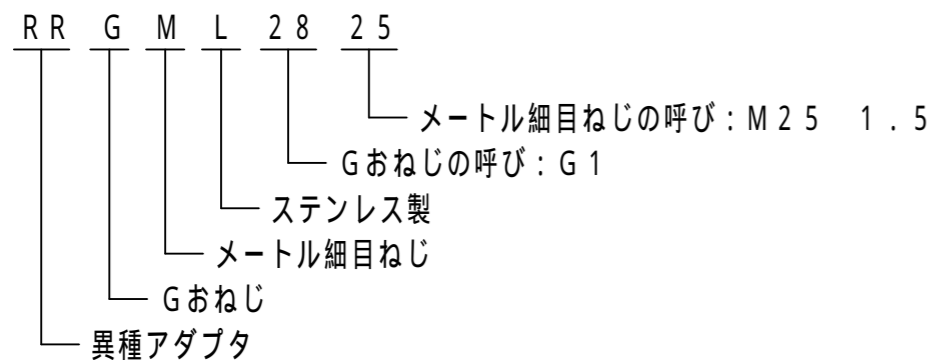 RR G M L 28 25
メートル細目ねじの呼び:M25 1.5
Gおねじの呼び:G1
ステンレス製
メートル細目ねじ
Gおねじ
異種アダプタ